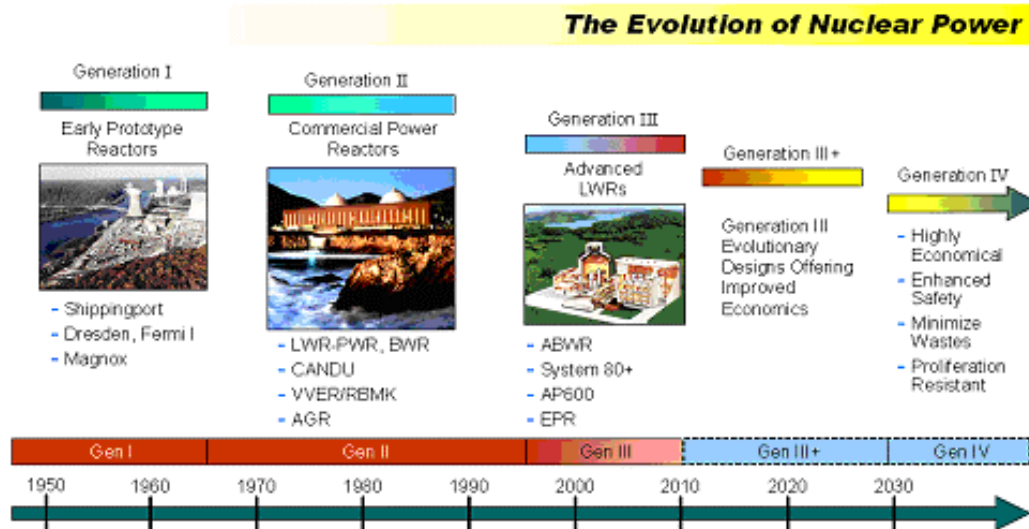 The Evolution of Nuclear Power
Generation I
Early Prototype
Reactors
- Shippingport
- Dresden, Fermi I
- Magnox
Generation II
Commercial Power
Reactors
- LWR-PWR, BWR
- CANDU
- VVER/RBMK
- AGR
Generation III
Advanced
LWRs
- ABWR
- System 80+
- AP600
- EPR
Generation III+
Generation III
Evolutionary
Designs Offering
Improved
Economics
Generation IV
- Highly
Economical
- Enhanced
Safety
- Minimize
Wastes
- Proliferation
Resistant
Gen I Gen II Gen III Gen III+ Gen IV
1950 1960 1970 1980 1990 2000 2010 2020 2030